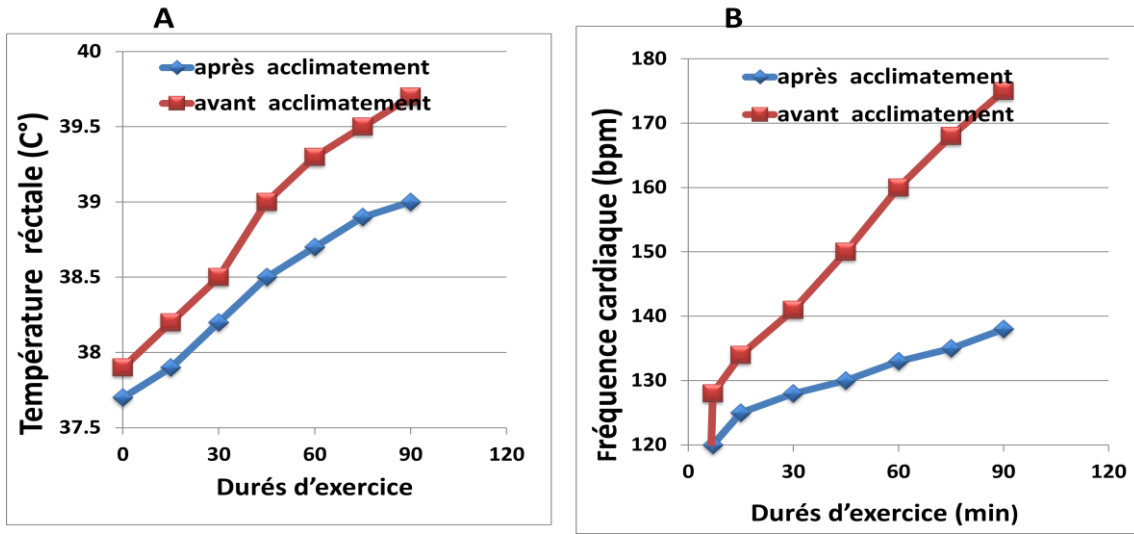 A
40
39.5
39
38.5
38
37.5
après acclimatement
avant acclimatement
Température réctale (C°)
0 30 60 90 120
Durés d'exercice
B
180
170
160
150
140
130
120
après acclimatement
avant acclimatement
Fréquence cardiaque (bpm)
0 30 60 90 120
Durés d'exercice (min)